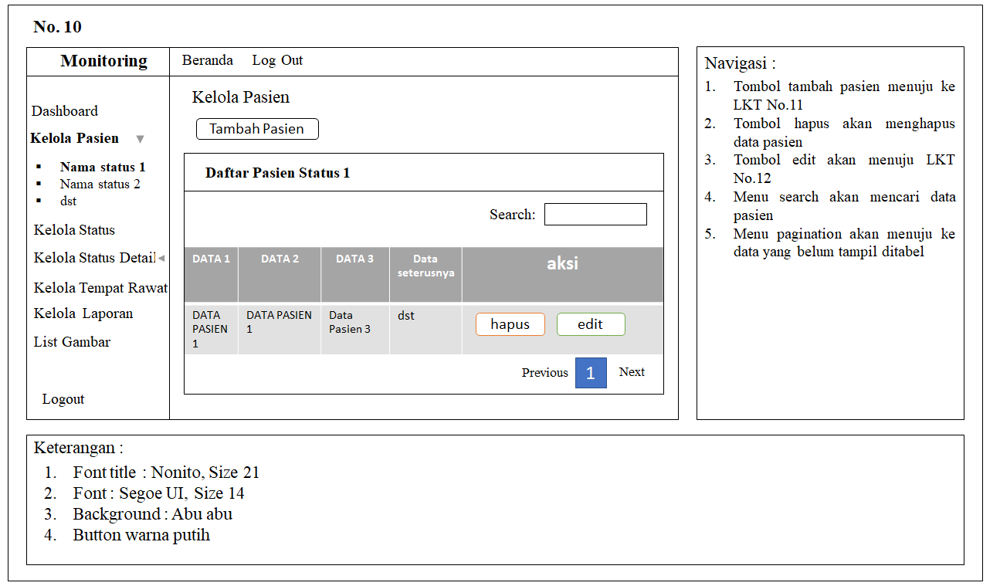 No. 10
Monitoring
Beranda Log Out
Dashboard
Kelola Pasien
Nama status 1
Nama status 2
dst
Kelola Status
Kelola Status Detail
Kelola Tempat Rawat
Kelola Laporan
List Gambar
Logout
Kelola Pasien
Tambah Pasien
Daftar Pasien Status 1
Search:
DATA 1 DATA 2 DATA 3 Data aksi
seterusnya
DATA DATA PASIEN Data dst hapus edit
PASIEN 1 Pasien 3
1
Previous 1 Next
Navigasi :
1. Tombol tambah pasien menuju ke
LKT No.11
2. Tombol hapus akan menghapus
data pasien
3. Tombol edit akan menuju LKT
No.12
4. Menu search akan mencari data
pasien
5. Menu pagination akan menuju ke
data yang belum tampil ditabel
Keterangan :
1. Font title : Nonito, Size 21
2. Font : Segoe UI, Size 14
3. Background : Abu abu
4. Button warna putih